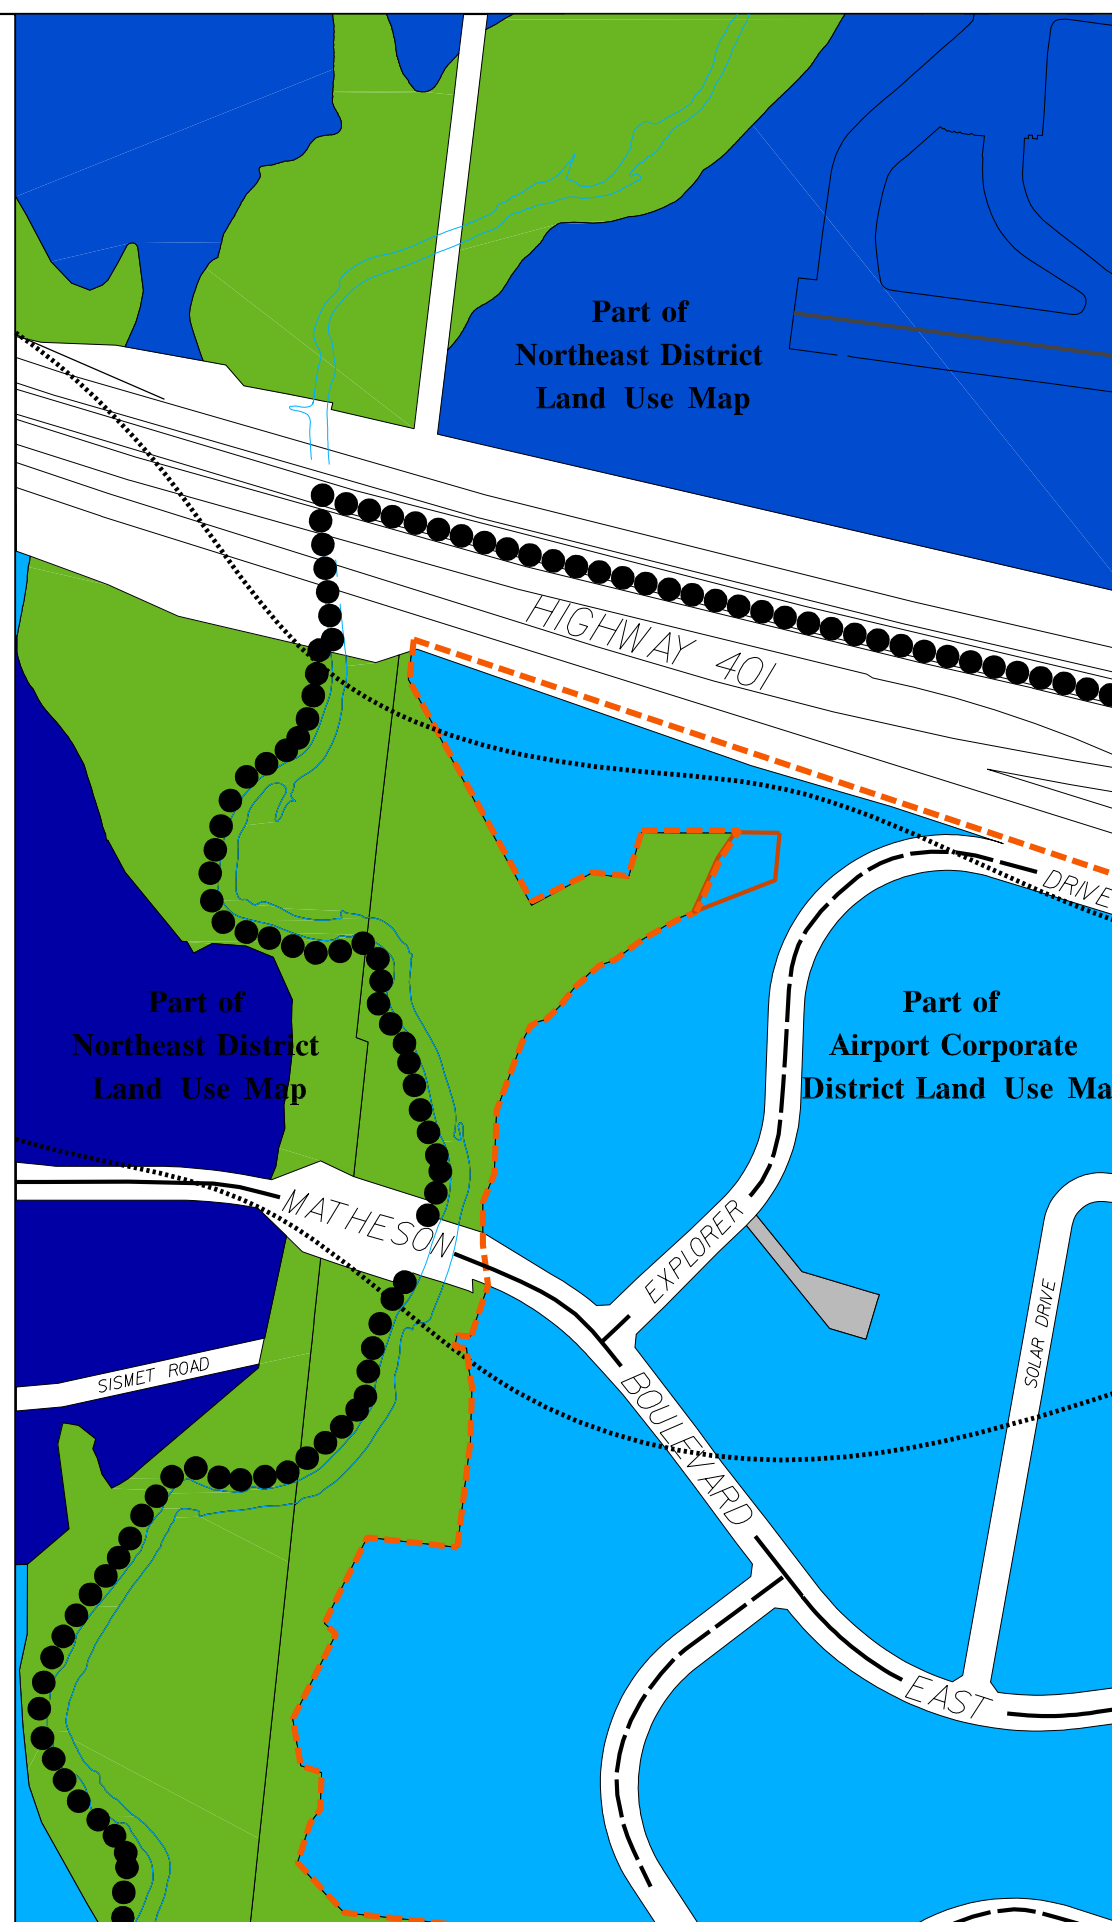 Part of
Northeast District
Land Use Map
HIGHWAY 401
DRIVE
Part of
Northeast District
Land Use Map
Part of
Airport Corporate
District Land Use Ma
MATHESON
EXPLORER
SOLAR DRIVE
SISMET ROAD
BOULEVARD
EAST